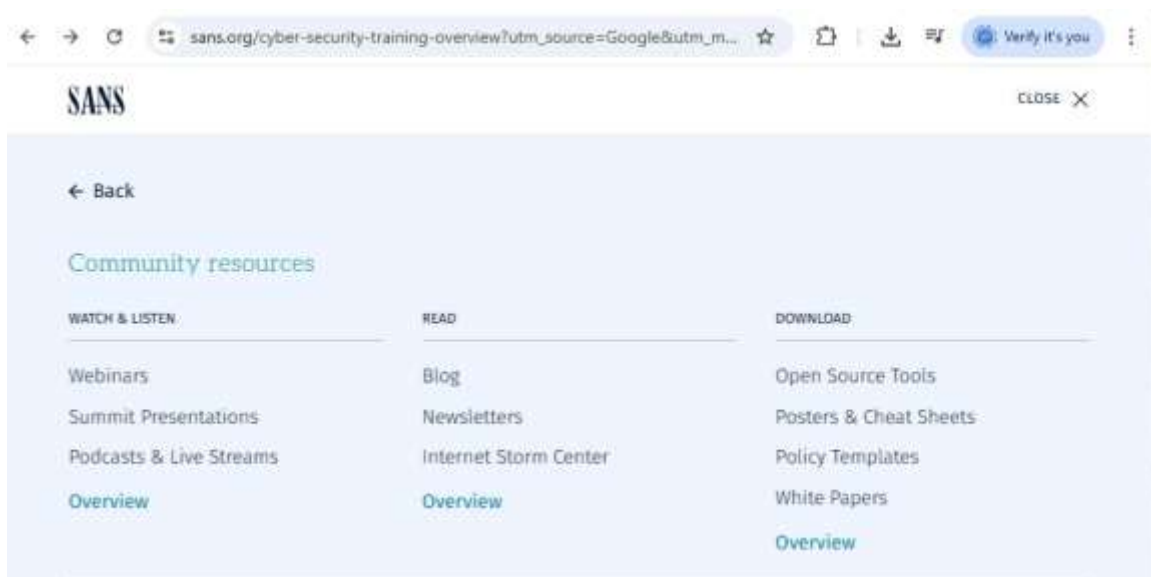 sans.org/cyber-security-training-overview?utm_source=Google&utm_m...
Verify it's you
SANS
CLOSE
Back
Community resources
WATCH & LISTEN
Webinars
Summit Presentations
Podcasts & Live Streams
Overview
READ
Blog
Newsletters
Internet Storm Center
Overview
DOWNLOAD
Open Source Tools
Posters & Cheat Sheets
Policy Templates
White Papers
Overview